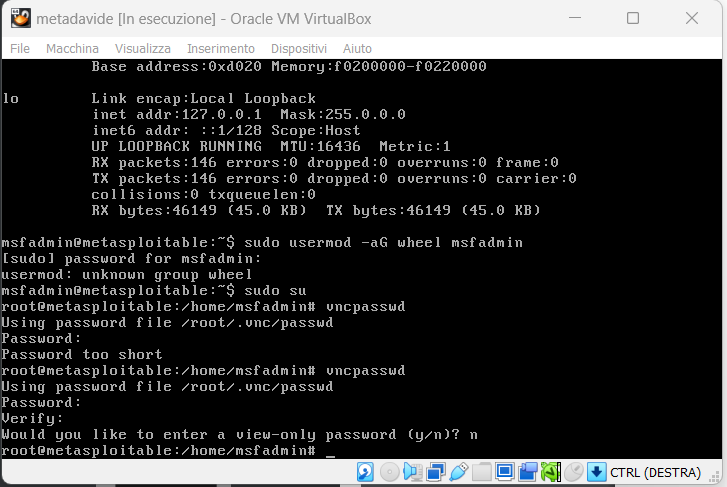 metadavide [In esecuzione] - Oracle VM VirtualBox
File Macchina Visualizza Inserimento Dispositivi Aiuto
Base address:0xd020 Memory:f0200000-f0220000
lo Link encap:Local Loopback
inet addr:127.0.0.1 Mask:255.0.0.0
inet6 addr: ::1/128 Scope:Host
UP LOOPBACK RUNNING MTU:16436 Metric:1
RX packets:146 errors:0 dropped:0 overruns:0 frame:0
TX packets:146 errors:0 dropped:0 overruns:0 carrier:0
collisions:0 txqueuelen:0
RX bytes:46149 (45.0 KB) TX bytes:46149 (45.0 KB)
msfadmin@metasploitable:~$ sudo usermod -aG wheel msfadmin
[sudo] password for msfadmin:
usermod: unknown group wheel
msfadmin@metasploitable:~$ sudo su
root@metasploitable:/home/msfadmin# vncpasswd
Using password file /root/.vnc/passwd
Password:
Password too short
root@metasploitable:/home/msfadmin# vncpasswd
Using password file /root/.vnc/passwd
Password:
Verify:
Would you like to enter a view-only password (y/n)? n
root@metasploitable:/home/msfadmin# _
CTRL (DESTRA)